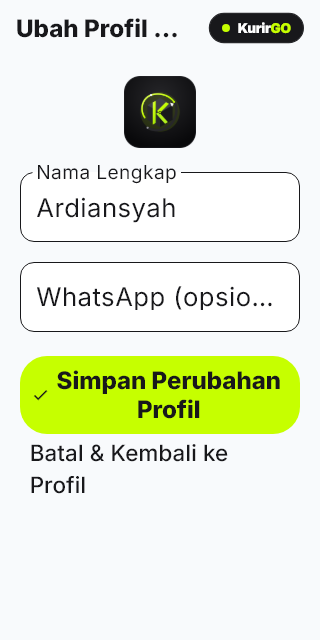 Ubah Profil ...
KurirGO
K
Nama Lengkap
Ardiansyah
WhatsApp (opsio...
Simpan Perubahan
Profil
Batal & Kembali ke
Profil